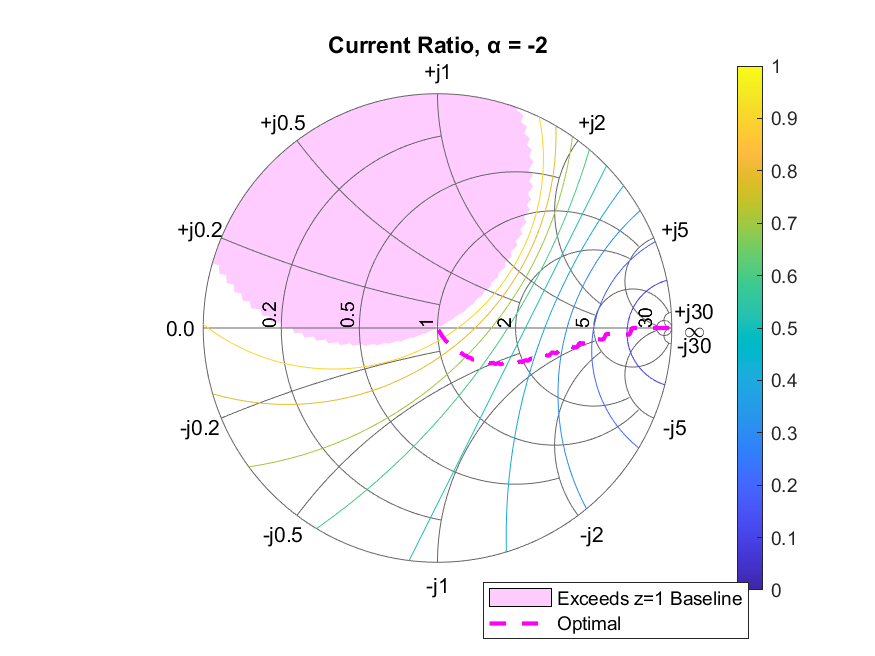 Current Ratio, α = -2
+j1
1
+j0.5
+j2
0.9
0.8
0.7
+j0.2
+j5
0.6
+j30
0.0
0.2
0.5
1
2
5
30
∞
-j30
0.5
0.4
-j0.2
-j5
0.3
0.2
-j0.5
-j2
0.1
-j1
0
Exceeds z=1 Baseline
Optimal